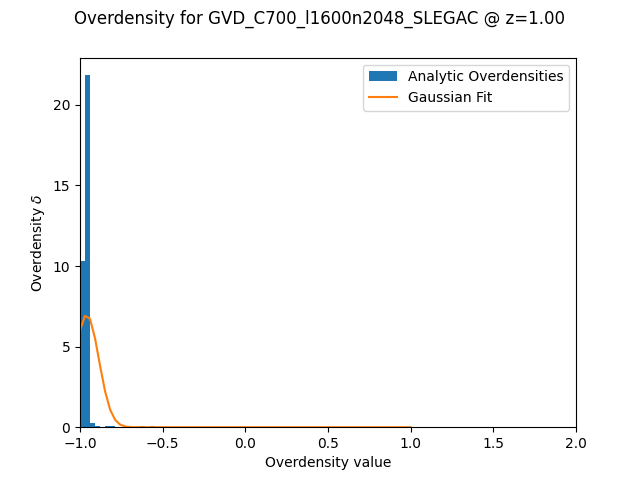 Overdensity for GVD_C700_l1600n2048_SLEGAC @ z=1.00
Analytic Overdensities
Gaussian Fit
Overdensity δ
20
15
10
5
0
−1.0 −0.5 0.0 0.5 1.0 1.5 2.0
Overdensity value